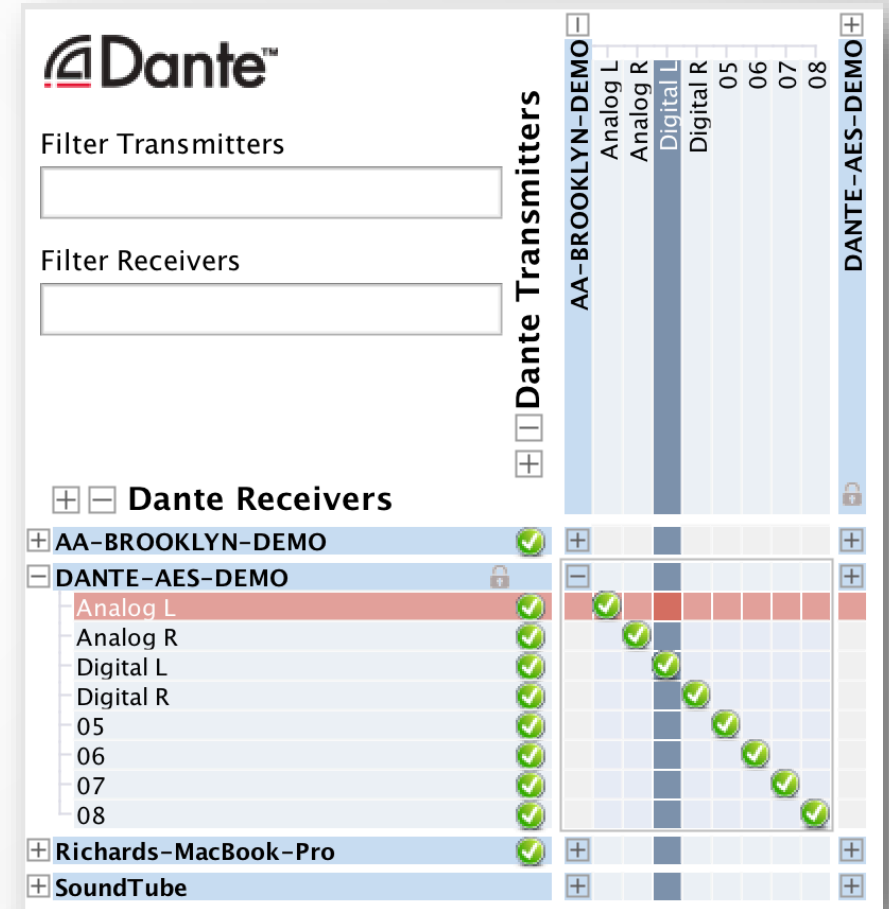 Dante™
Filter Transmitters
Filter Receivers
Dante Transmitters
AA-BROOKLYN-DEMO
Analog L
Analog R
Digital L
Digital R
05
06
07
08
DANTE-AES-DEMO
Dante Receivers
AA-BROOKLYN-DEMO
DANTE-AES-DEMO
Analog L
Analog R
Digital L
Digital R
05
06
07
08
Richards-MacBook-Pro
SoundTube